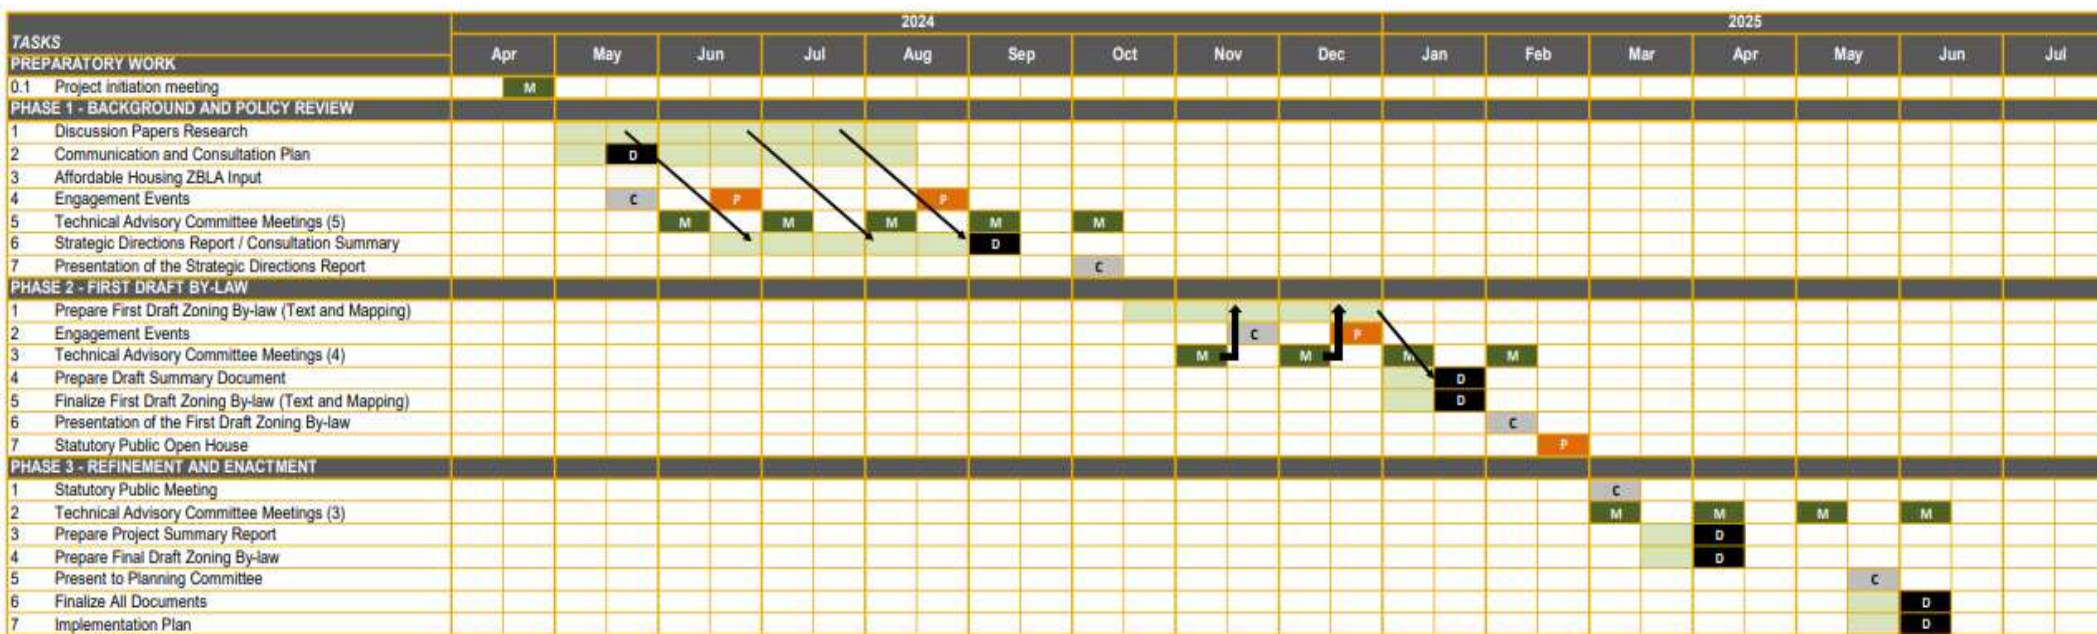 2024 2025
TASKS
Apr May Jun Jul Aug Sep Oct Nov Dec Jan Feb Mar Apr May Jun Jul
PREPARATORY WORK
0.1 Project initiation meeting M
PHASE 1 - BACKGROUND AND POLICY REVIEW
1 Discussion Papers Research
2 Communication and Consultation Plan D
3 Affordable Housing ZBLA Input
4 Engagement Events C P P
5 Technical Advisory Committee Meetings (5) M M M M M
6 Strategic Directions Report / Consultation Summary D
7 Presentation of the Strategic Directions Report C
PHASE 2 - FIRST DRAFT BY-LAW
1 Prepare First Draft Zoning By-law (Text and Mapping)
2 Engagement Events C P
3 Technical Advisory Committee Meetings (4) M M M M
4 Prepare Draft Summary Document D
5 Finalize First Draft Zoning By-law (Text and Mapping) D
6 Presentation of the First Draft Zoning By-law C
7 Statutory Public Open House P
PHASE 3 - REFINEMENT AND ENACTMENT
1 Statutory Public Meeting C
2 Technical Advisory Committee Meetings (3) M M M M
3 Prepare Project Summary Report D
4 Prepare Final Draft Zoning By-law D
5 Present to Planning Committee C
6 Finalize All Documents D
7 Implementation Plan D